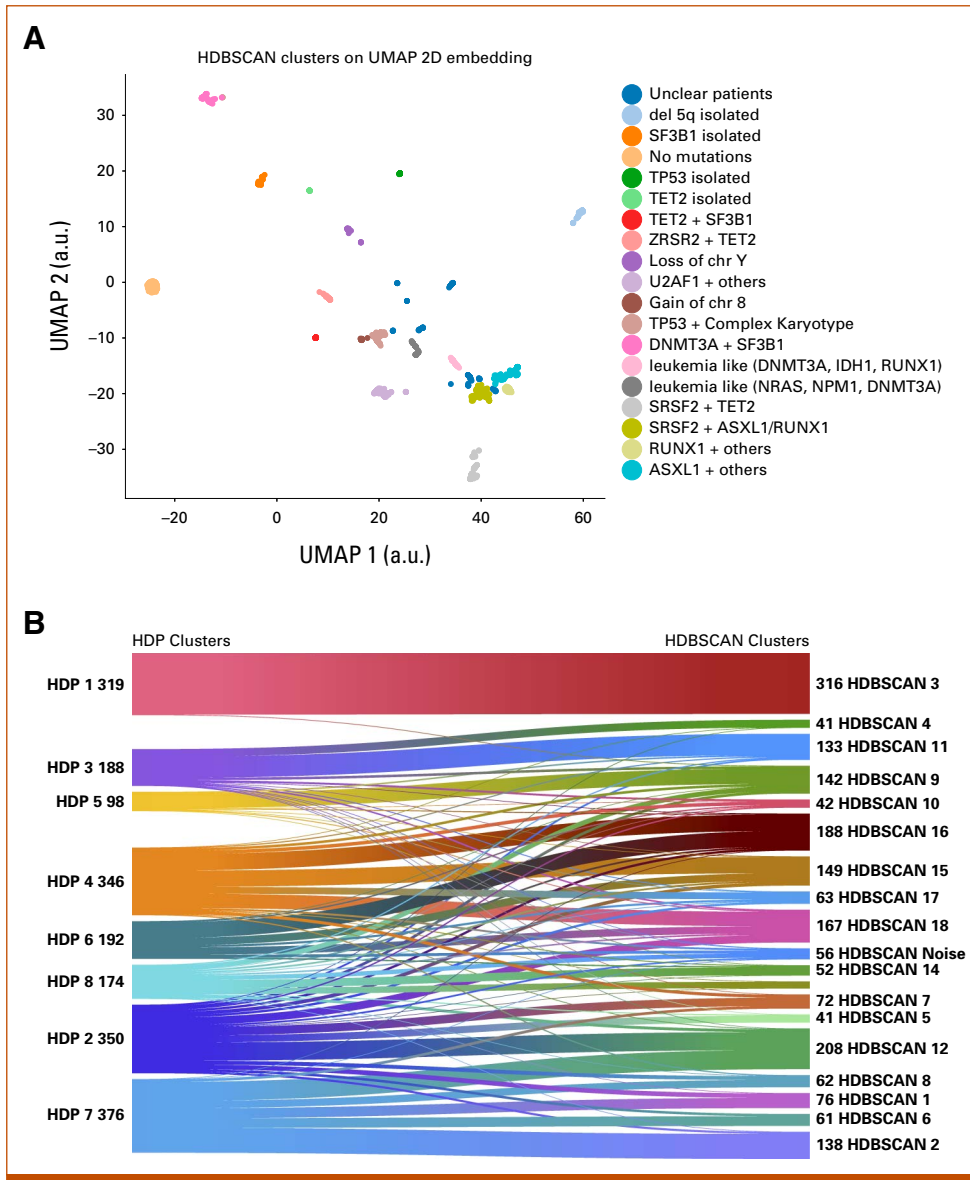 A
HDBSCAN clusters on UMAP 2D embedding
UMAP 2 (a.u.)
30
20
10
0
–10
–20
–30
–20
0
20
40
60
UMAP 1 (a.u.)
Unclear patients
del 5q isolated
SF3B1 isolated
No mutations
TP53 isolated
TET2 isolated
TET2 + SF3B1
ZRSR2 + TET2
Loss of chr Y
U2AF1 + others
Gain of chr 8
TP53 + Complex Karyotype
DNMT3A + SF3B1
leukemia like (DNMT3A, IDH1, RUNX1)
leukemia like (NRAS, NPM1, DNMT3A)
SRSF2 + TET2
SRSF2 + ASXL1/RUNX1
RUNX1 + others
ASXL1 + others
B
HDP Clusters
HDBSCAN Clusters
HDP 1 319
HDP 3 188
HDP 5 98
HDP 4 346
HDP 6 192
HDP 8 174
HDP 2 350
HDP 7 376
316 HDBSCAN 3
41 HDBSCAN 4
133 HDBSCAN 11
142 HDBSCAN 9
42 HDBSCAN 10
188 HDBSCAN 16
149 HDBSCAN 15
63 HDBSCAN 17
167 HDBSCAN 18
56 HDBSCAN Noise
52 HDBSCAN 14
72 HDBSCAN 7
41 HDBSCAN 5
208 HDBSCAN 12
62 HDBSCAN 8
76 HDBSCAN 1
61 HDBSCAN 6
138 HDBSCAN 2